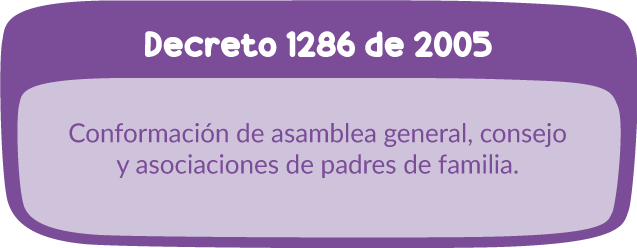 Decreto 1286 de 2005
Conformación de asamblea general, consejo
y asociaciones de padres de familia.